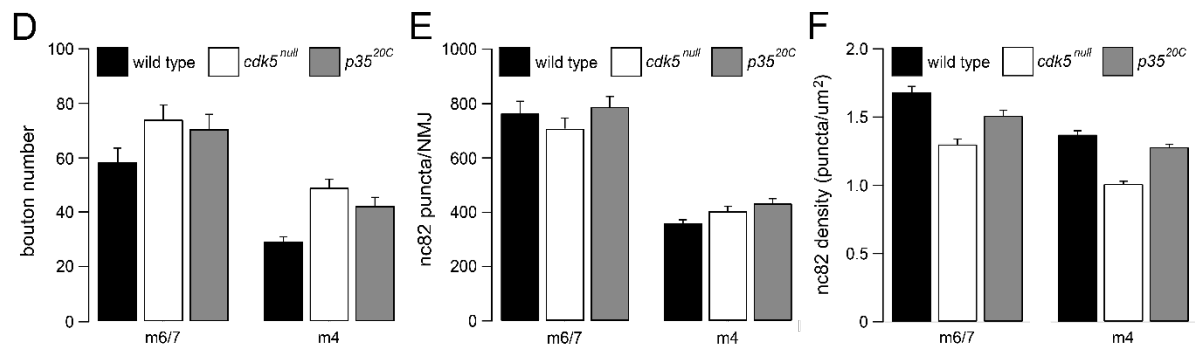 D
100
80
60
40
20
0
bouton number
wild type cdk5null p3520C
m6/7 m4
E
1000
800
600
400
200
0
nc82 puncta/NMJ
wild type cdk5null p3520C
m6/7 m4
F
2.0
1.5
1.0
0.5
0
nc82 density (puncta/um2)
wild type cdk5null p3520C
m6/7 m4